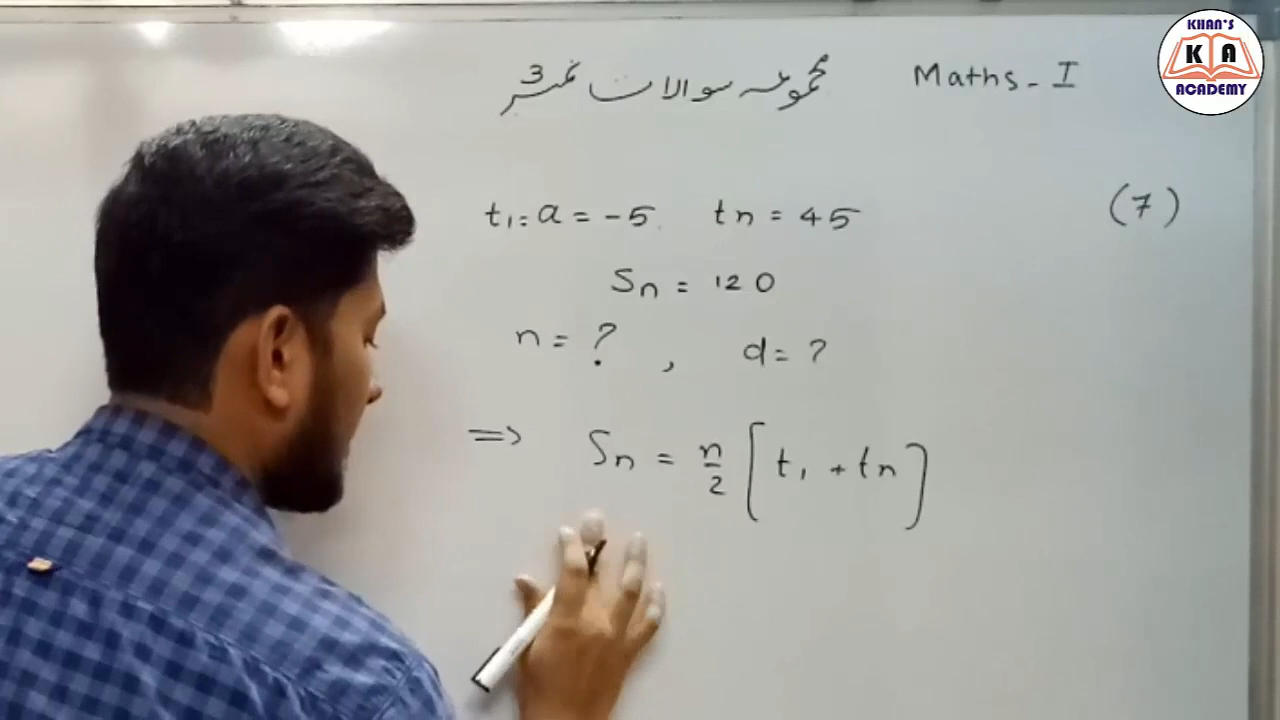 مجموعہ سوالات نمبر 3
Maths - I
KHAN'S
K A
ACADEMY
(7)
t₁ = a = -5   tn = 45
Sn = 120
n = ? , d = ?
⇒ Sn = n/2 [t₁ + tn]